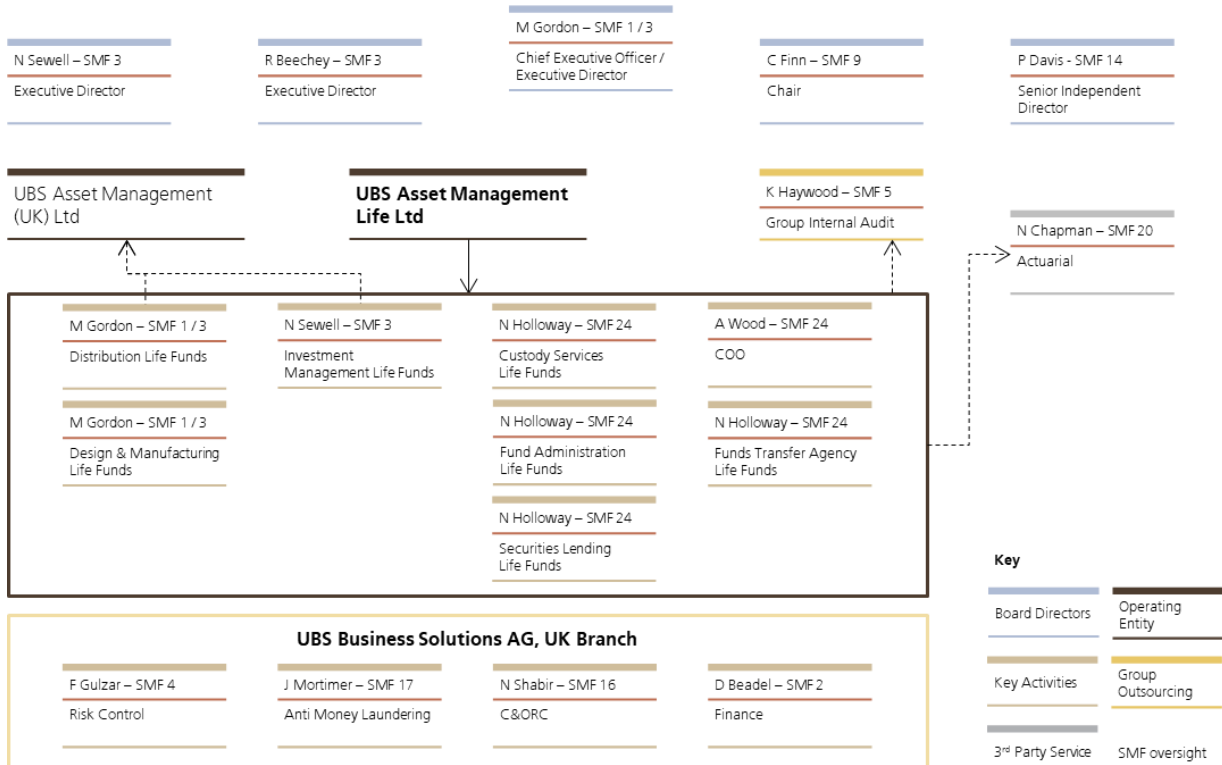 M Gordon – SMF 1 / 3
Chief Executive Officer /
Executive Director
N Sewell – SMF 3
Executive Director
R Beechey – SMF 3
Executive Director
C Finn – SMF 9
Chair
P Davis - SMF 14
Senior Independent
Director
UBS Asset Management
(UK) Ltd
UBS Asset Management
Life Ltd
K Haywood – SMF 5
Group Internal Audit
N Chapman – SMF 20
Actuarial
M Gordon – SMF 1 / 3
Distribution Life Funds
N Sewell – SMF 3
Investment
Management Life Funds
N Holloway – SMF 24
Custody Services
Life Funds
A Wood – SMF 24
COO
M Gordon – SMF 1 / 3
Design & Manufacturing
Life Funds
N Holloway – SMF 24
Fund Administration
Life Funds
N Holloway – SMF 24
Funds Transfer Agency
Life Funds
N Holloway – SMF 24
Securities Lending
Life Funds
UBS Business Solutions AG, UK Branch
F Gulzar – SMF 4
Risk Control
J Mortimer – SMF 17
Anti Money Laundering
N Shabir – SMF 16
C&ORC
D Beadel – SMF 2
Finance
Key
Board Directors
Operating
Entity
Key Activities
Group
Outsourcing
3rd Party Service
SMF oversight